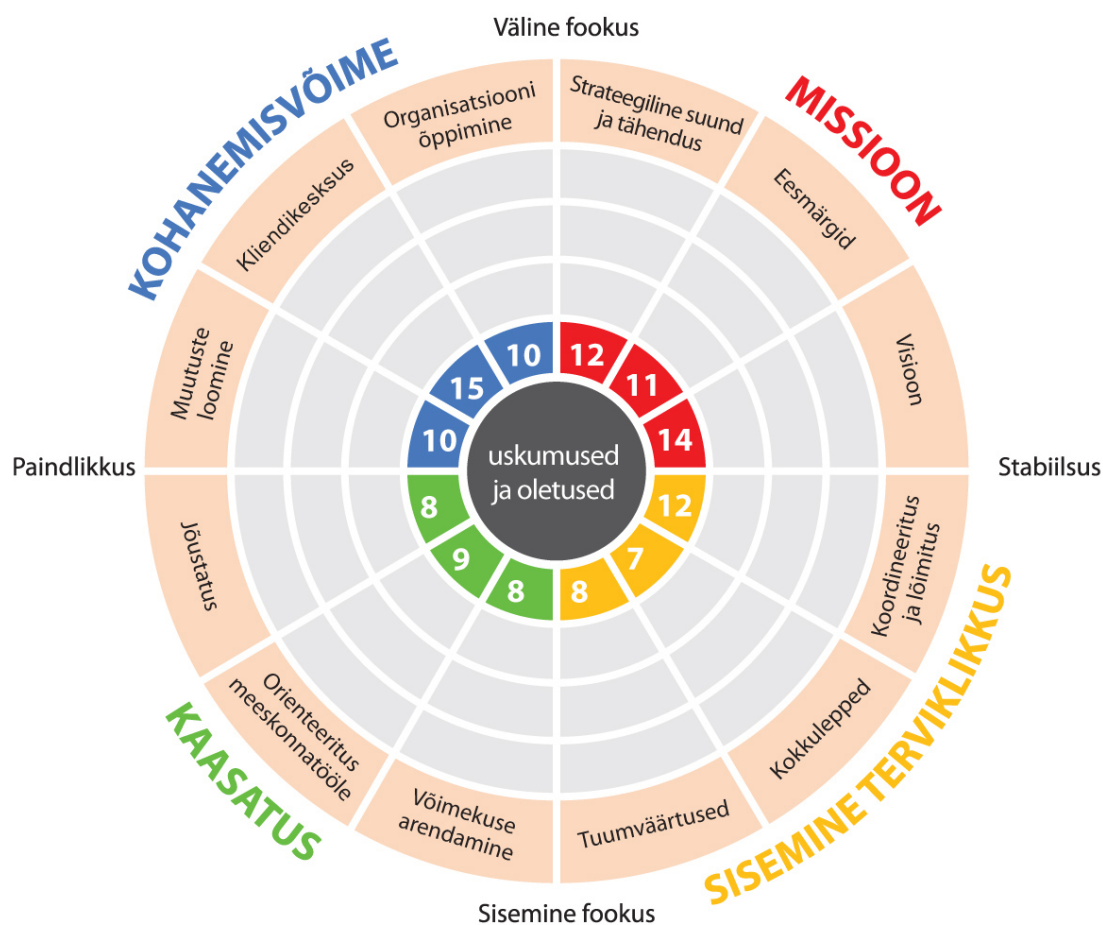 Väline fookus
KOHANEMISVÕIME
MISSIOON
Organisatsiooni
õppimine
Strateegiline suund
ja tähendus
Kliendikesksus
Eesmärgid
Muutuste
loomine
Visioon
10
12
15
11
10
14
Paindlikkus
uskumused
ja oletused
Stabiilsus
8
12
9
7
8
8
Jõustatus
Koordineeritus
ja lõimitus
Orienteeritus
meeskonnatööle
Kokkulepped
Võimekuse
arendamine
Tuumväärtused
KAASATUS
SISEMINE TERVIKLIKKUS
Sisemine fookus